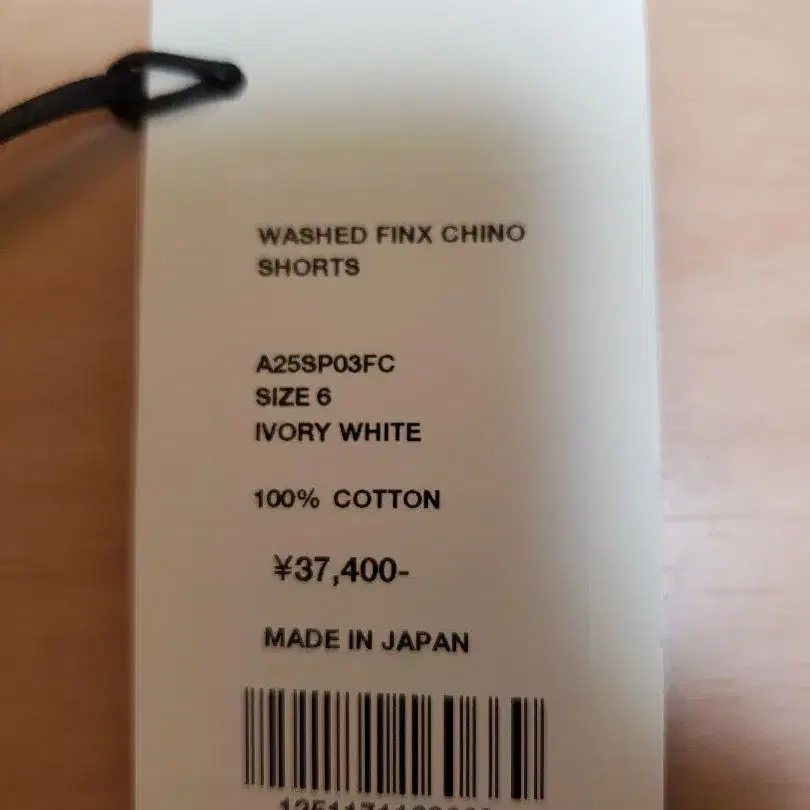 WASHED FINX CHINO
SHORTS
A25SP03FC
SIZE 6
IVORY WHITE
100% COTTON
¥37,400-
MADE IN JAPAN